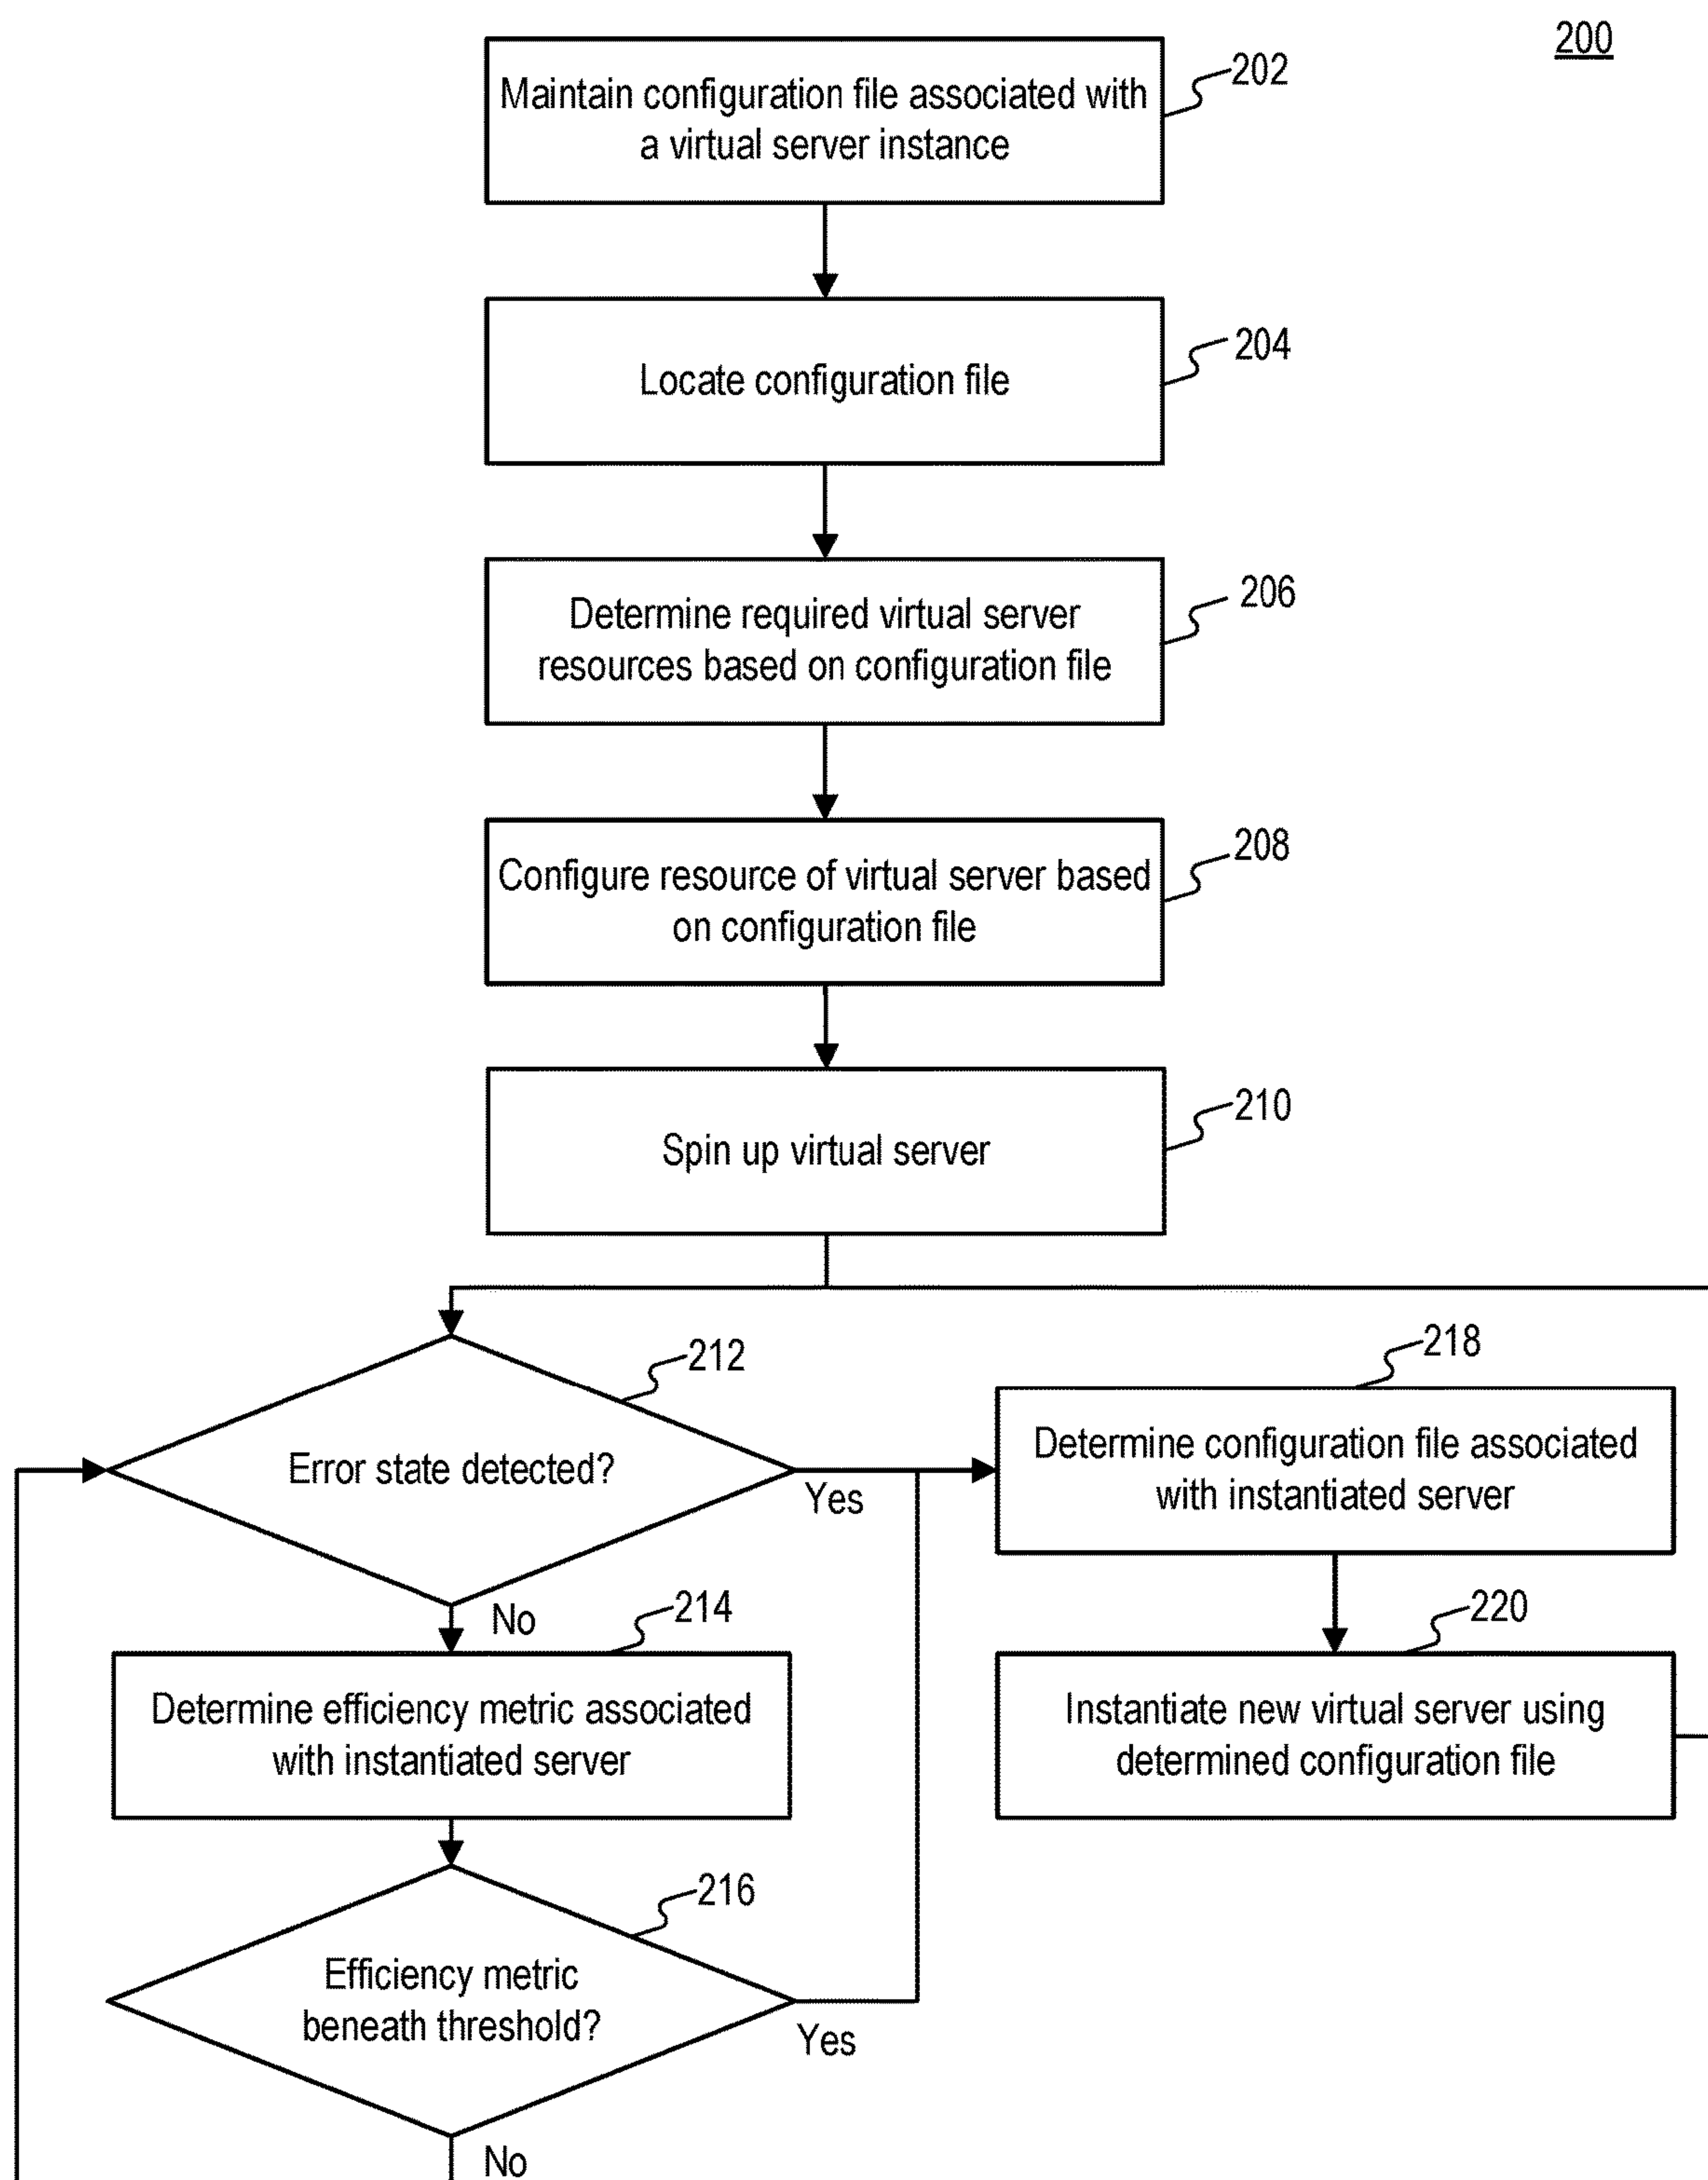 200
202
Maintain configuration file associated with
a virtual server instance
204
Locate configuration file
206
Determine required virtual server
resources based on configuration file
208
Configure resource of virtual server based
on configuration file
210
Spin up virtual server
212
Error state detected?
Yes
No
218
Determine configuration file associated
with instantiated server
214
Determine efficiency metric associated
with instantiated server
220
Instantiate new virtual server using
determined configuration file
216
Efficiency metric
beneath threshold?
Yes
No